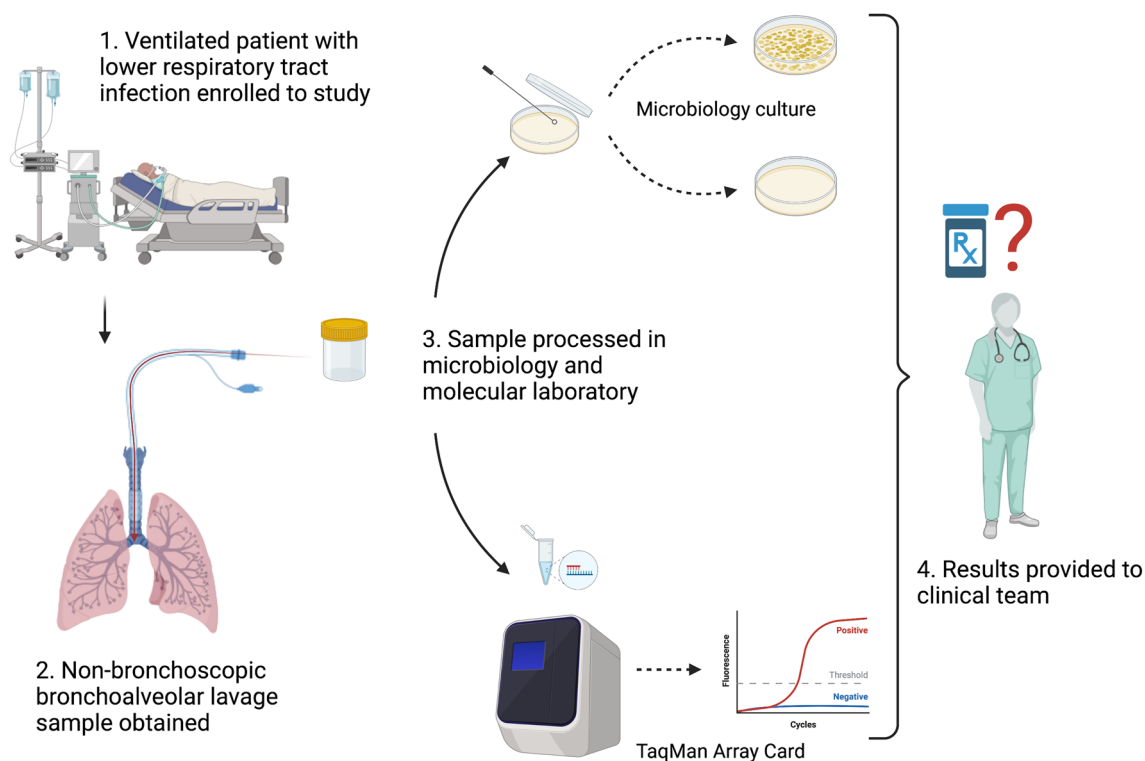 1. Ventilated patient with
lower respiratory tract
infection enrolled to study
2. Non-bronchoscopic
bronchoalveolar lavage
sample obtained
3. Sample processed in
microbiology and
molecular laboratory
Microbiology culture
Fluorescence
Positive
Threshold
Negative
Cycles
TaqMan Array Card
Rx
?
4. Results provided to
clinical team